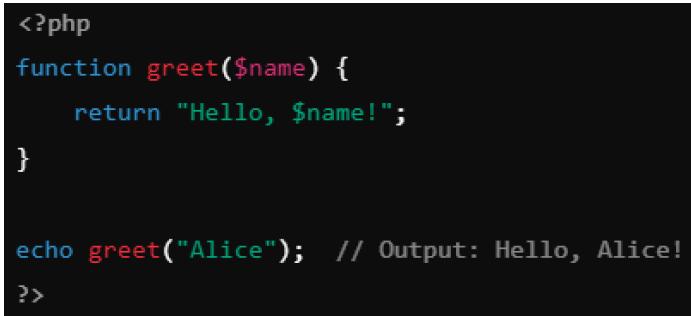 <?php
function greet($name) {
    return "Hello, $name!";
}

echo greet("Alice");  // Output: Hello, Alice!
?>